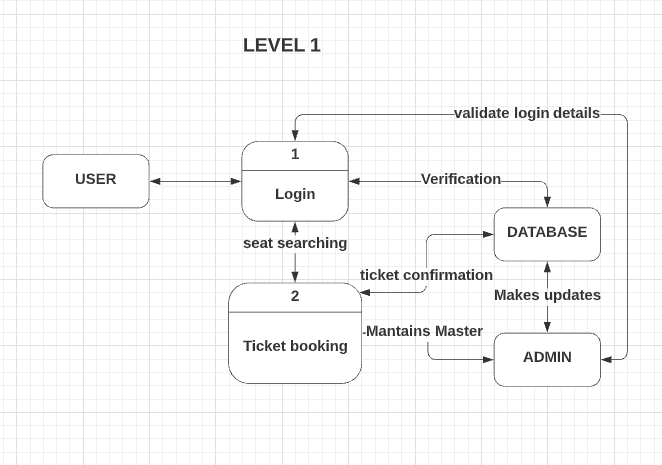 LEVEL 1
validate login details
1
USER
Login
Verification
DATABASE
seat searching
ticket confirmation
2
Makes updates
Mantains Master
Ticket booking
ADMIN